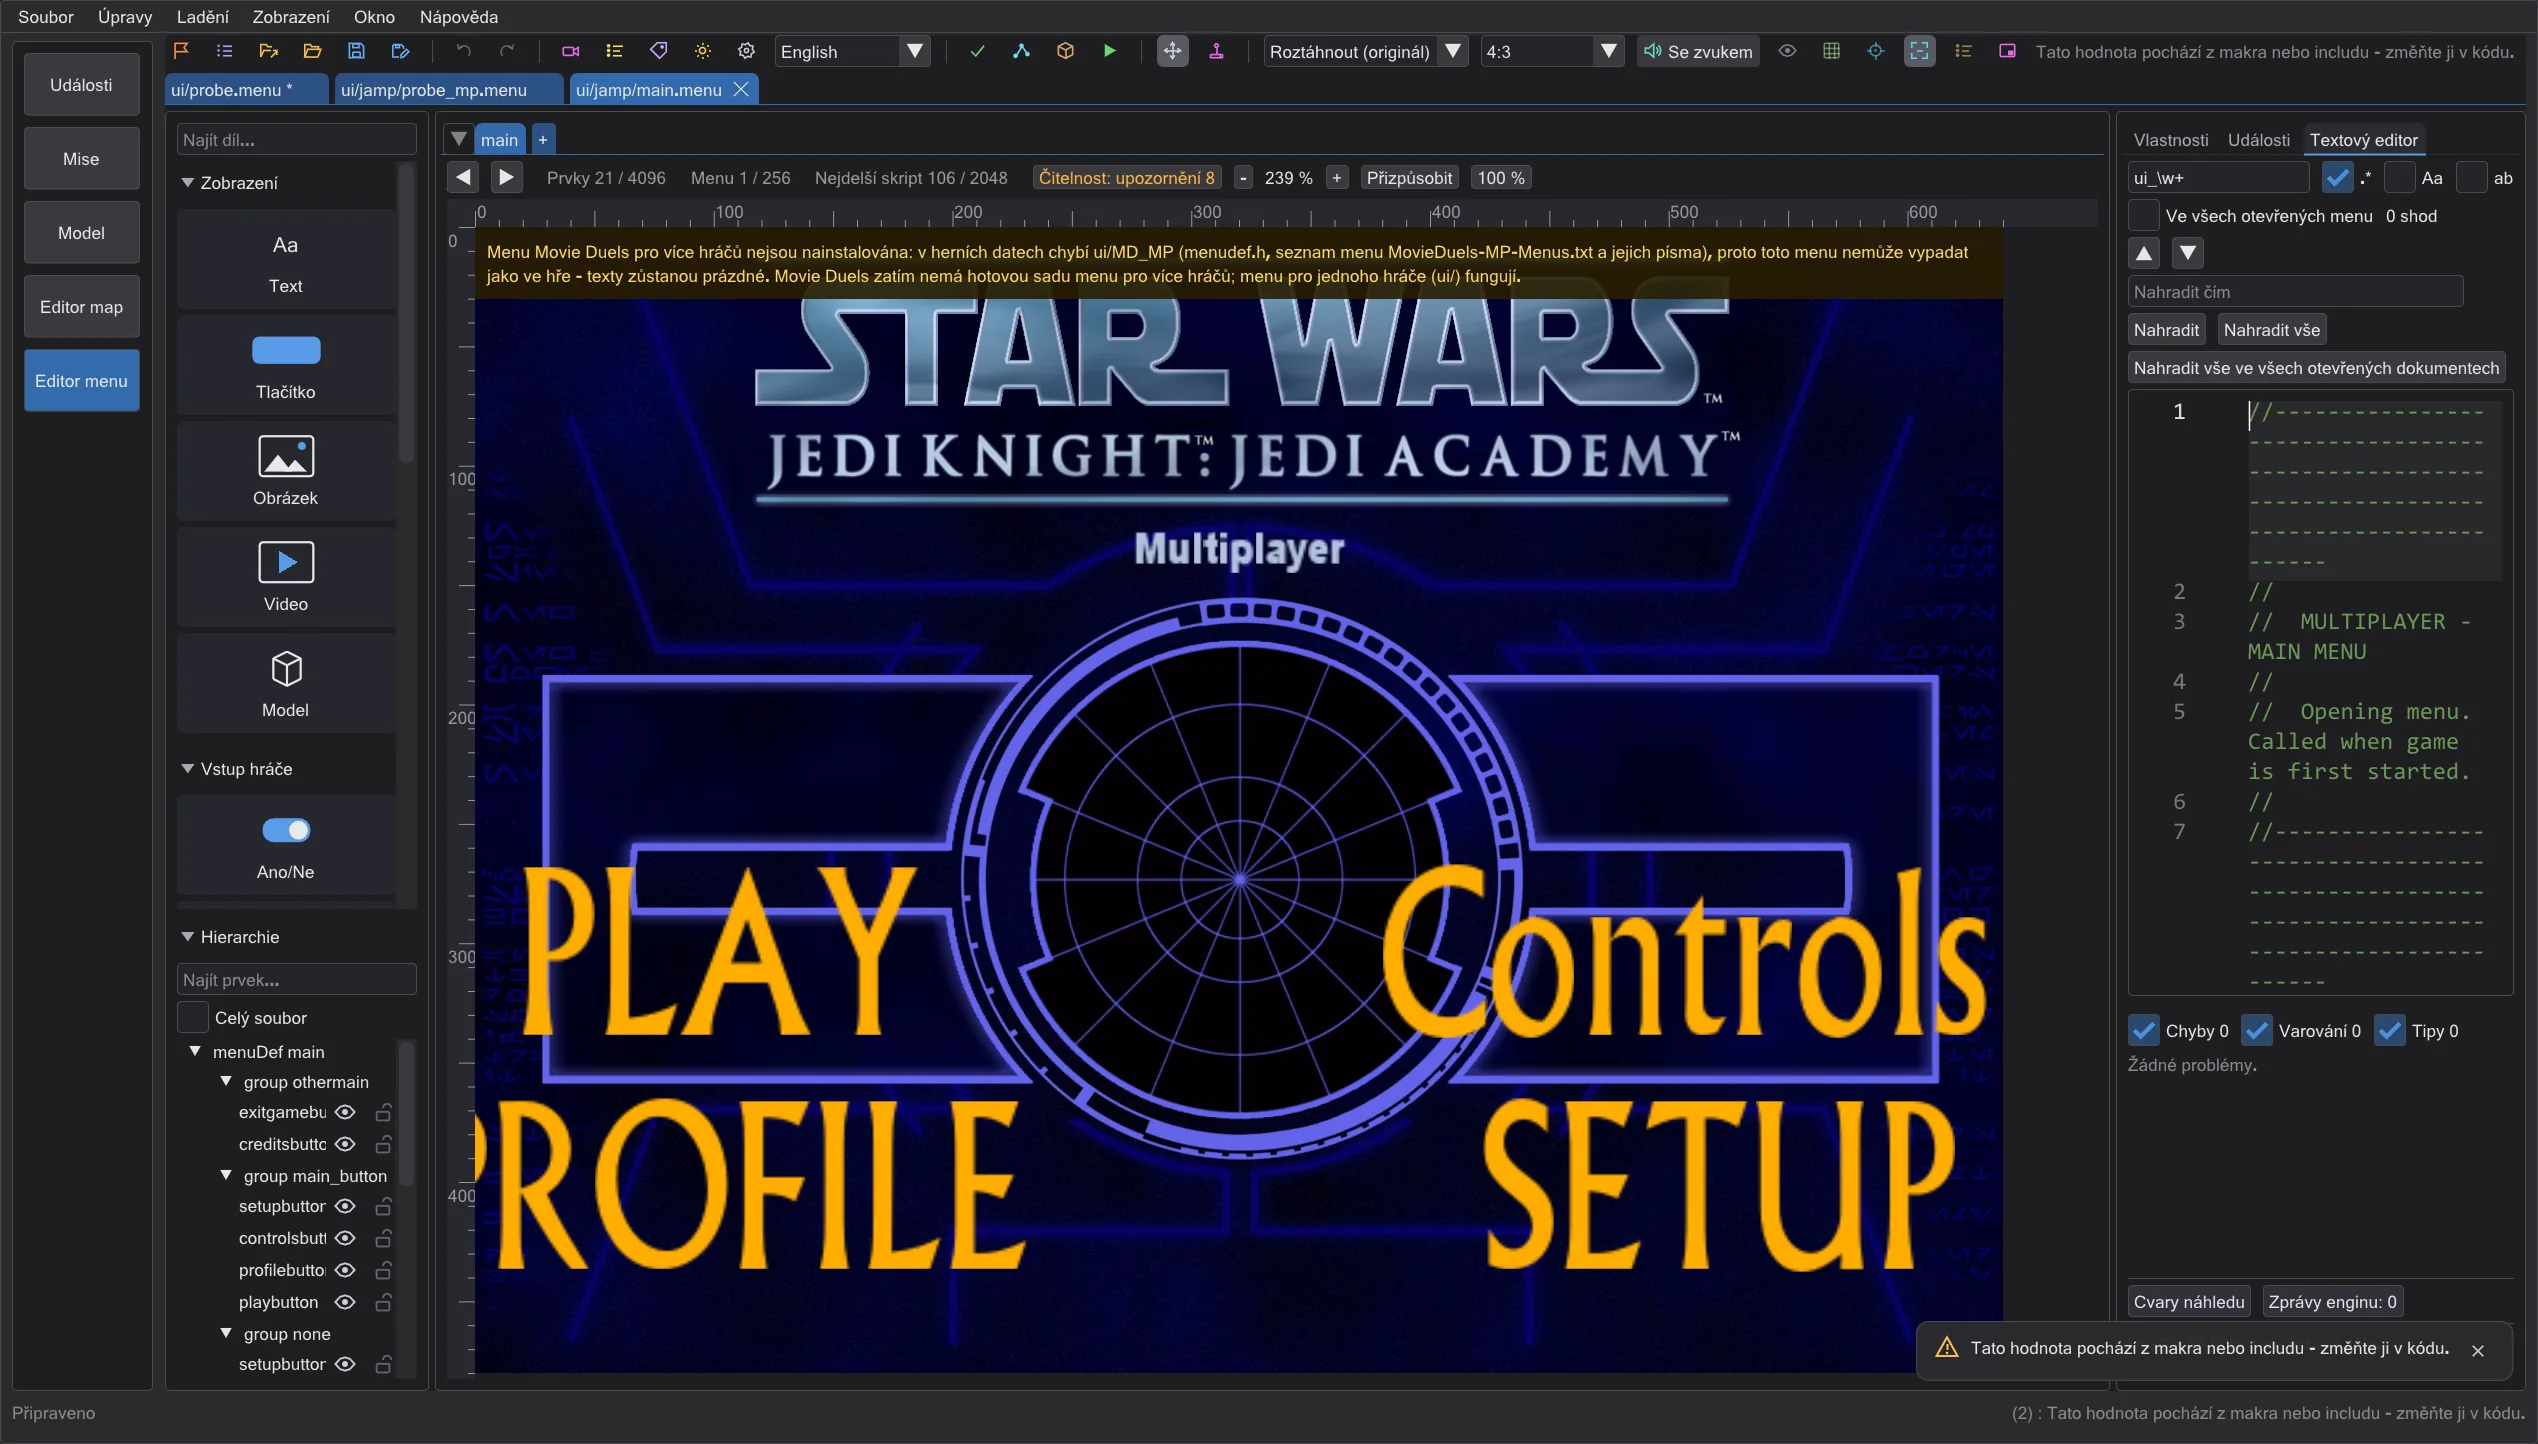 Soubor Úpravy Ladění Zobrazení Okno Nápověda
English
Roztáhnout (originál)
4:3
Se zvukem
Tato hodnota pochází z makra nebo includu - změňte ji v kódu.
Události
Mise
Model
Editor map
Editor menu
ui/probe.menu *
ui/jamp/probe_mp.menu
ui/jamp/main.menu
Najít díl...
Zobrazení
Aa
Text
Tlačítko
Obrázek
Video
Model
Vstup hráče
Ano/Ne
Hierarchie
Najít prvek...
Celý soubor
menuDef main
group othermain
exitgamebu
creditsbutto
group main_button
setupbuttor
controlsbutt
profilebutto
playbutton
group none
setupbuttor
main +
Prvky 21 / 4096 Menu 1 / 256 Nejdelší skript 106 / 2048 Čitelnost: upozornění 8 - 239 % + Přizpůsobit 100 %
0 100 200 300 400 500 600
0
100
200
300
400
Menu Movie Duels pro více hráčů nejsou nainstalována: v herních datech chybí ui/MD_MP (menudef.h, seznam menu MovieDuels-MP-Menus.txt a jejich písma), proto toto menu nemůže vypadat
jako ve hře - texty zůstanou prázdné. Movie Duels zatím nemá hotovou sadu menu pro více hráčů; menu pro jednoho hráče (ui/) fungují.
STAR WARS™
JEDI KNIGHT™: JEDI ACADEMY™
Multiplayer
PLAY
Controls
PROFILE
SETUP
Vlastnosti Události Textový editor
ui_\w+ .* Aa ab
Ve všech otevřených menu 0 shod
Nahradit čím
Nahradit Nahradit vše
Nahradit vše ve všech otevřených dokumentech
1 //----------------
------------------
------------------
------------------
------------------
------
2 //
3 // MULTIPLAYER -
MAIN MENU
4 //
5 // Opening menu.
Called when game
is first started.
6 //
7 //----------------
------------------
------------------
------------------
------------------
------
Chyby 0 Varování 0 Tipy 0
Žádné problémy.
Cvary náhledu Zprávy enginu: 0
Tato hodnota pochází z makra nebo includu - změňte ji v kódu.
Připraveno
(2) : Tato hodnota pochází z makra nebo includu - změňte ji v kódu.